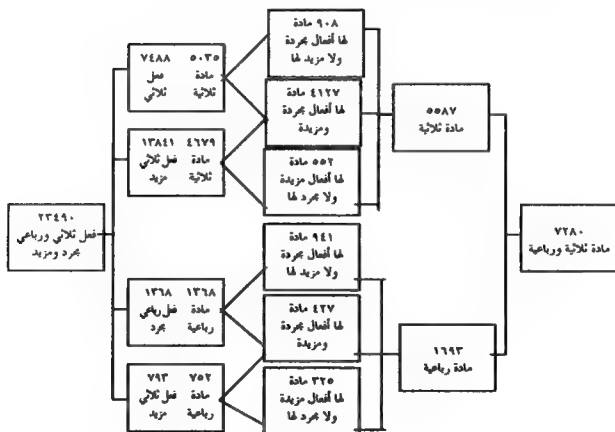 ٧٢٨٠
مادة ثلاثية ورباعية
٥٥٨٧
مادة ثلاثية
١٦٩٣
مادة رباعية
٩٠٨ مادة
لها أفعال مجردة
ولا مزيد لها
٤١٢٧ مادة
لها أفعال مجردة
ومزيدة
٥٥٢ مادة
لها أفعال مزيدة
ولا مجرد لها
٩٤١ مادة
لها أفعال مجردة
ولا مزيد لها
٤٢٧ مادة
لها أفعال مجردة
ومزيدة
٣٢٥ مادة
لها أفعال مزيدة
ولا مجرد لها
٥٠٣٥ ٧٤٨٨
مادة فعل
ثلاثية ثلاثي
٤٦٧٩ ١٣٨٤١
مادة فعل ثلاثي
ثلاثية مزيد
١٣٦٨ ١٣٦٨
مادة فعل رباعي
رباعية مجرد
٧٥٢ ٧٩٣
مادة فعل ثلاثي
رباعية مزيد
٢٣٤٩٠
فعل ثلاثي ورباعي
مجرد ومزيد